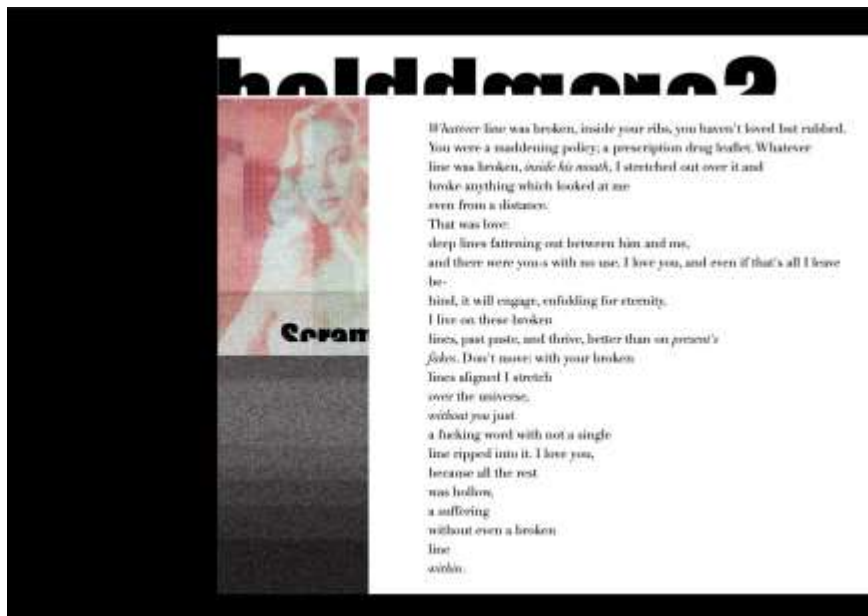 holddmore?
Whatever line was broken, inside your ribs, you haven't loved but rubbed.
You were a maddening policy; a prescription drug leaflet. Whatever
line was broken, inside his mouth, I stretched out over it and
broke anything which looked at me
even from a distance.
That was love:
deep lines fattening out between him and me,
and there were you-s with no use. I love you, and even if that's all I leave
be-
hind, it will engage, enfolding for eternity.
I live on these broken
lines, past paste, and thrive, better than on present's
fakes. Don't move: with your broken
lines aligned I stretch
over the universe,
without you just
a fucking word with not a single
line ripped into it. I love you,
because all the rest
was hollow,
a suffering
without even a broken
line
within.
Scram